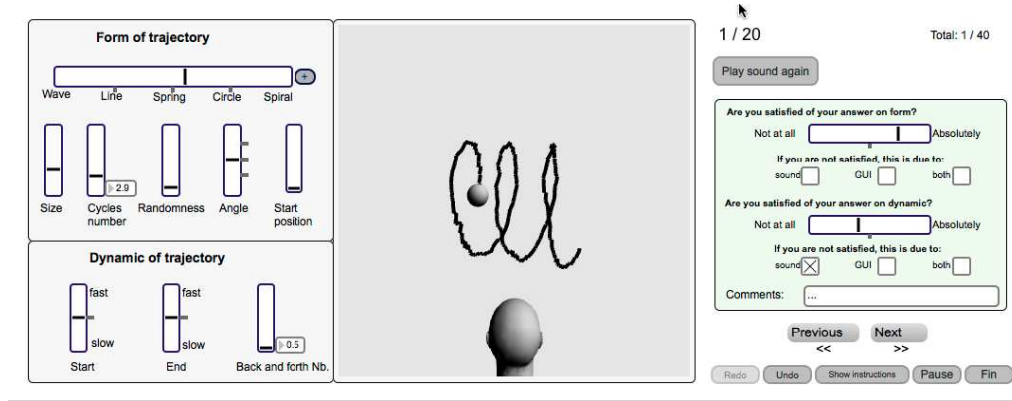 Form of trajectory
+
Wave Line Spring Circle Spiral
2.9
Size Cycles number Randomness Angle Start position
Dynamic of trajectory
fast fast
slow slow 0.5
Start End Back and forth Nb.
1 / 20 Total: 1 / 40
Play sound again
Are you satisfied of your answer on form?
Not at all Absolutely
If you are not satisfied, this is due to:
sound GUI both
Are you satisfied of your answer on dynamic?
Not at all Absolutely
If you are not satisfied, this is due to:
sound GUI both
Comments: ...
Previous Next
<< >>
Redo Undo Show instructions Pause Fin